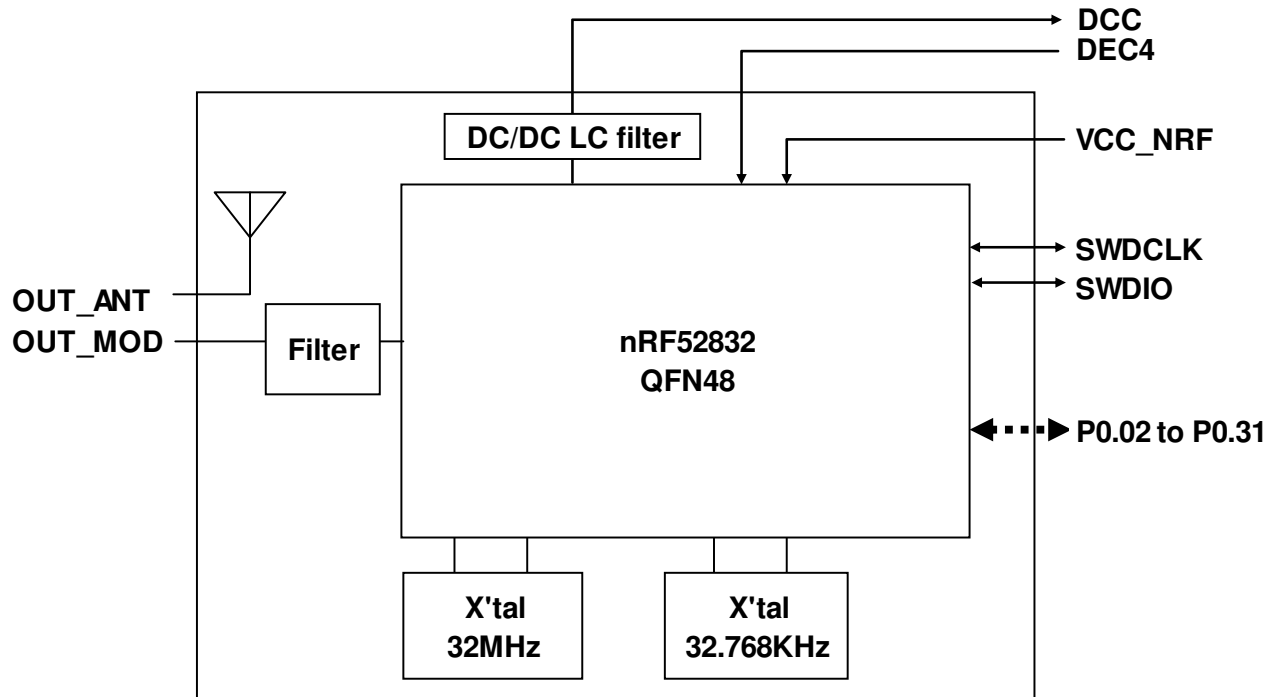 DCC
DEC4
DC/DC LC filter
VCC_NRF
SWDCLK
SWDIO
OUT_ANT
OUT_MOD
Filter
nRF52832
QFN48
P0.02 to P0.31
X'tal
32MHz
X'tal
32.768KHz